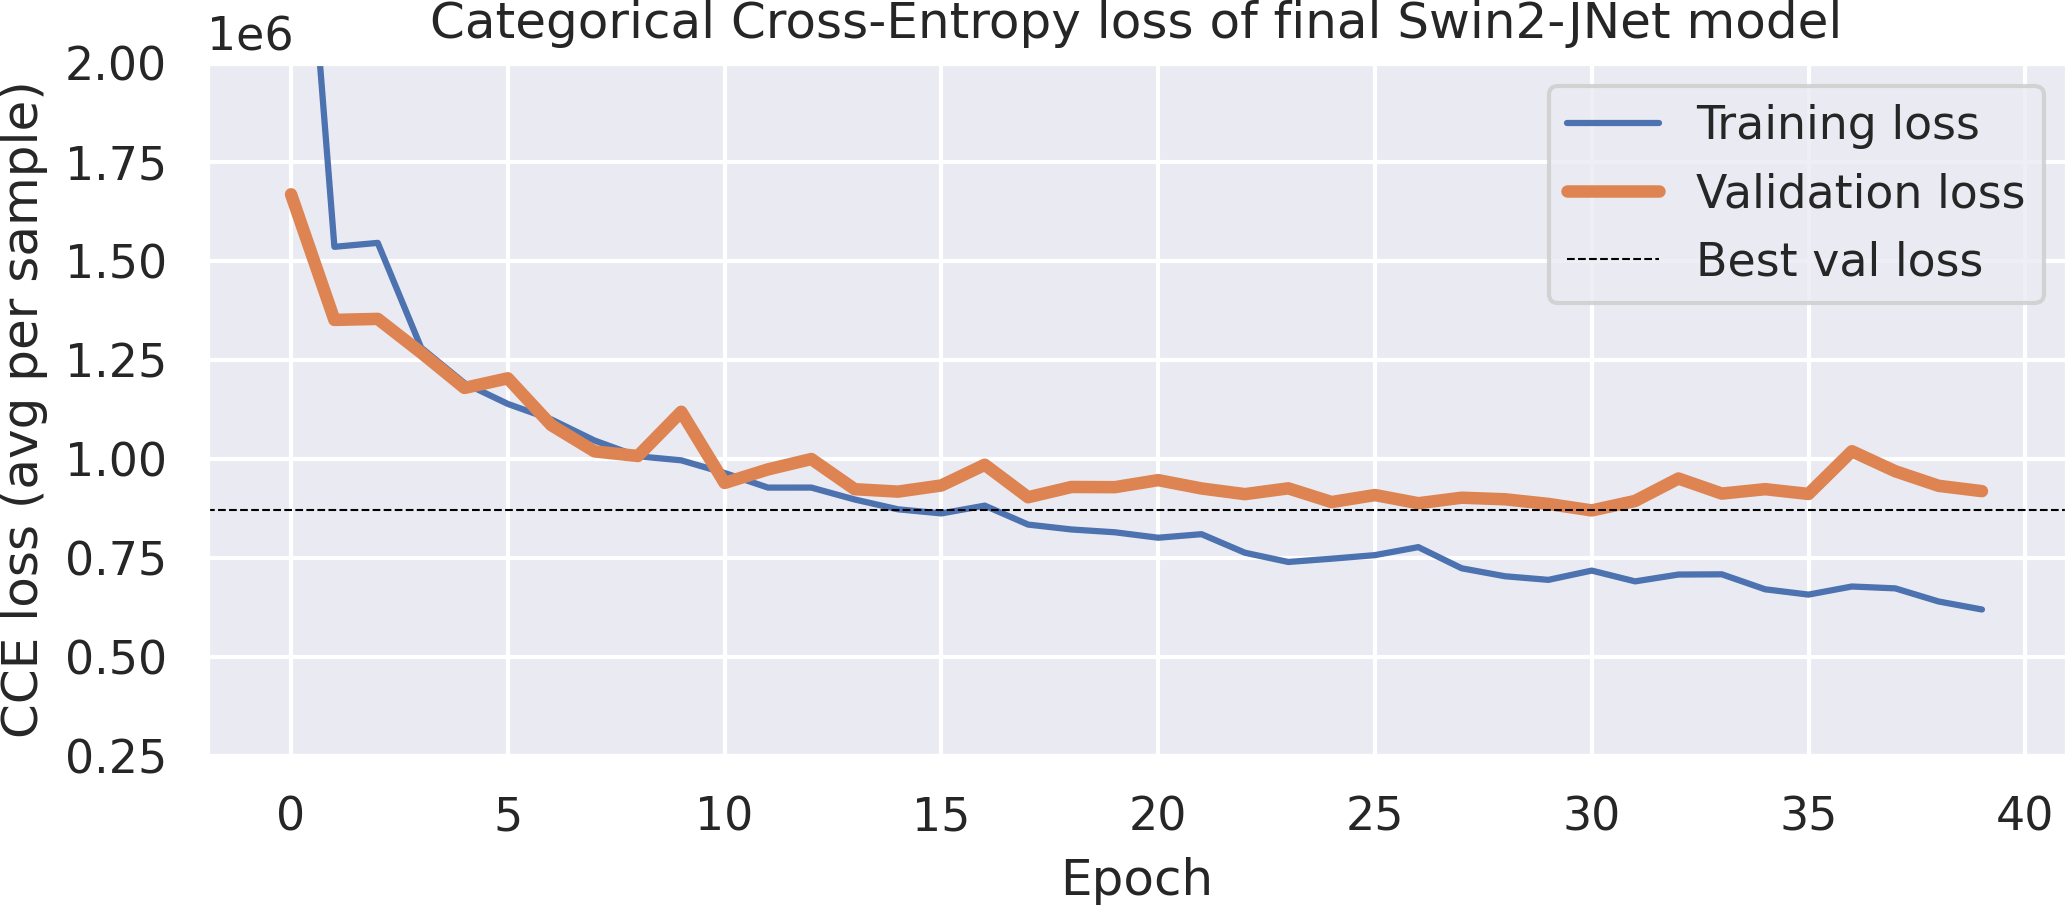 Categorical Cross-Entropy loss of final Swin2-JNet model
1e6
2.00
1.75
1.50
1.25
1.00
0.75
0.50
0.25
CCE loss (avg per sample)
Training loss
Validation loss
Best val loss
0 5 10 15 20 25 30 35 40
Epoch